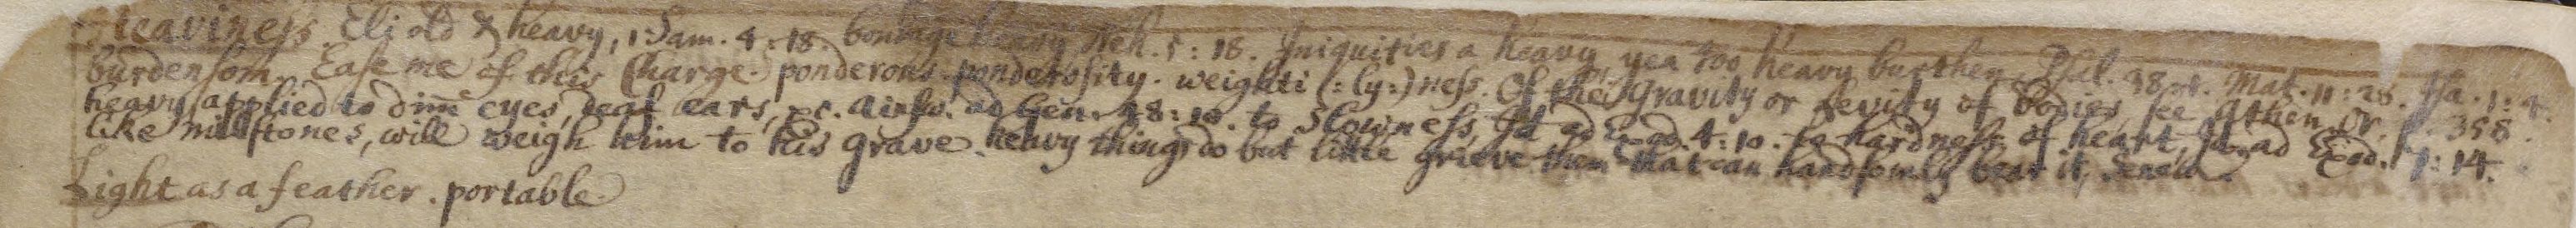 Heaviness. Eli old & heavy, 1 Sam. 4:18. bondage heavy Neh. 5:18. Iniquities a heavy yea too heavy burthen, Psal. 38.4. Mat. 11:28. Isa. 1:4.
burdensom. Ease me of this Charge. ponderous. ponderosity. weighti (:ly:) ness. Of the Gravity or Levity of bodies, see Athen. Or. p. 358.
heavy applied to dim̄e eyes, deaf ears, &c. Ainsw. ad Gen. 48:10. to Slowness, Id. ad Exod. 4:10. to hardness of heart, Id. ad Exod. 7:14.
like millstones, will weigh him to his grave. heavy things do but little grieve them that can handsomly bear it, Seneca.
Light as a feather. portable.